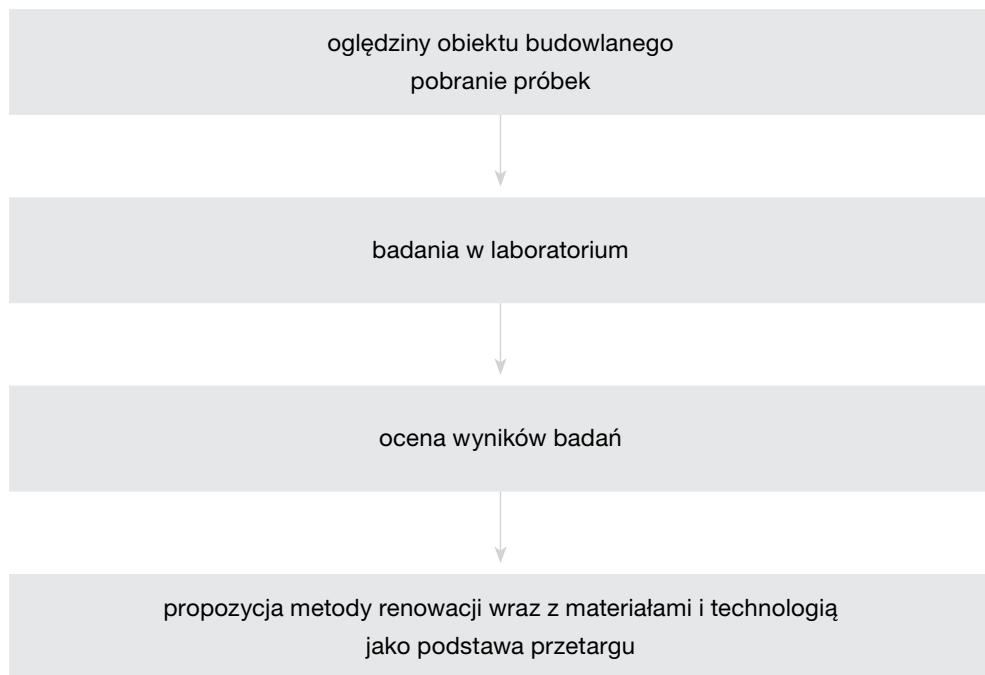 oględziny obiektu budowlanego
pobranie próbek
badania w laboratorium
ocena wyników badań
propozycja metody renowacji wraz z materiałami i technologią
jako podstawa przetargu